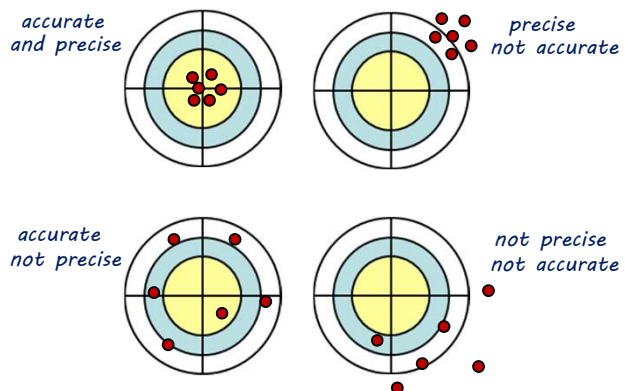 accurate
and precise
precise
not accurate
accurate
not precise
not precise
not accurate